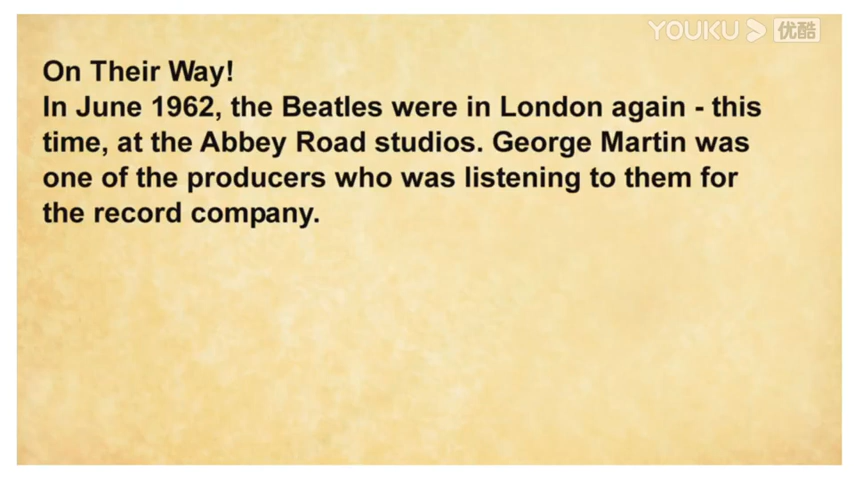 YOUKU 优酷
On Their Way!
In June 1962, the Beatles were in London again - this
time, at the Abbey Road studios. George Martin was
one of the producers who was listening to them for
the record company.